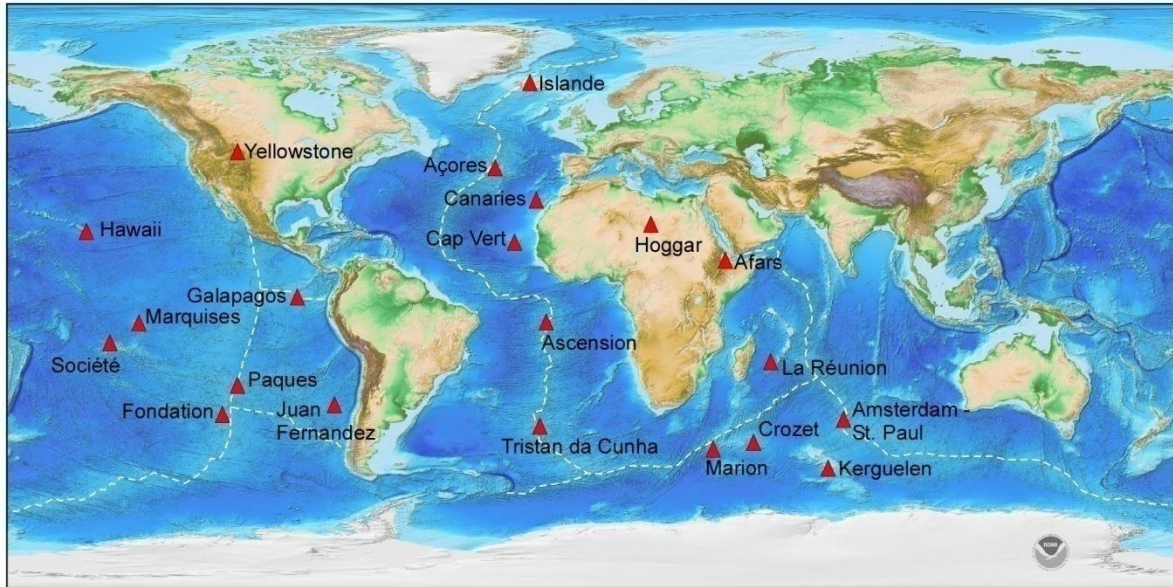 Islande
Yellowstone
Açores
Canaries
Hawaii
Cap Vert
Hoggar
Afars
Galapagos
Marquises
Société
Ascension
La Réunion
Paques
Fondation
Juan
Fernandez
Tristan da Cunha
Amsterdam -
St. Paul
Crozet
Marion
Kerguelen
NOAA